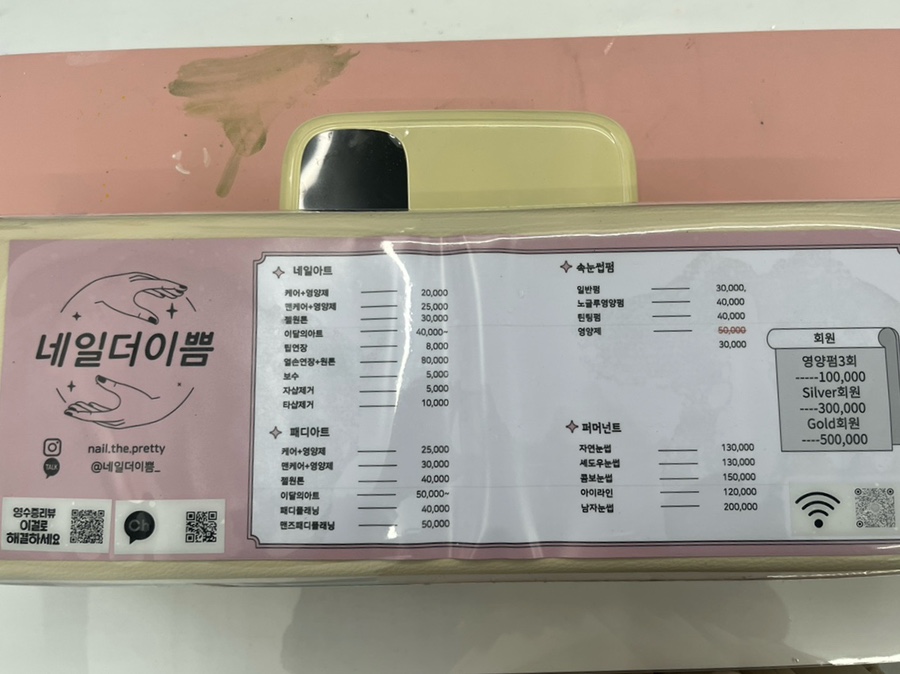 네일더이쁨
nail.the.pretty
TALK
@네일더이쁨_
영수증리뷰
이걸로
해결하세요
Ch
네일아트
케어+영양제 20,000
맨케어+영양제 25,000
젤원톤 30,000
이달의아트 40,000~
팁연장 8,000
열손연장+원톤 80,000
보수 5,000
자샵제거 5,000
타샵제거 10,000
패디아트
케어+영양제 25,000
맨케어+영양제 30,000
젤원톤 40,000
이달의아트 50,000~
패디플래닝 40,000
맨즈패디플래닝 50,000
속눈썹펌
일반펌 30,000,
노글루영양펌 40,000
틴팅펌 40,000
영양제 50,000
30,000
퍼머넌트
자연눈썹 130,000
섀도우눈썹 130,000
콤보눈썹 150,000
아이라인 120,000
남자눈썹 200,000
회원
영양펌3회
-----100,000
Silver회원
----300,000
Gold회원
----500,000